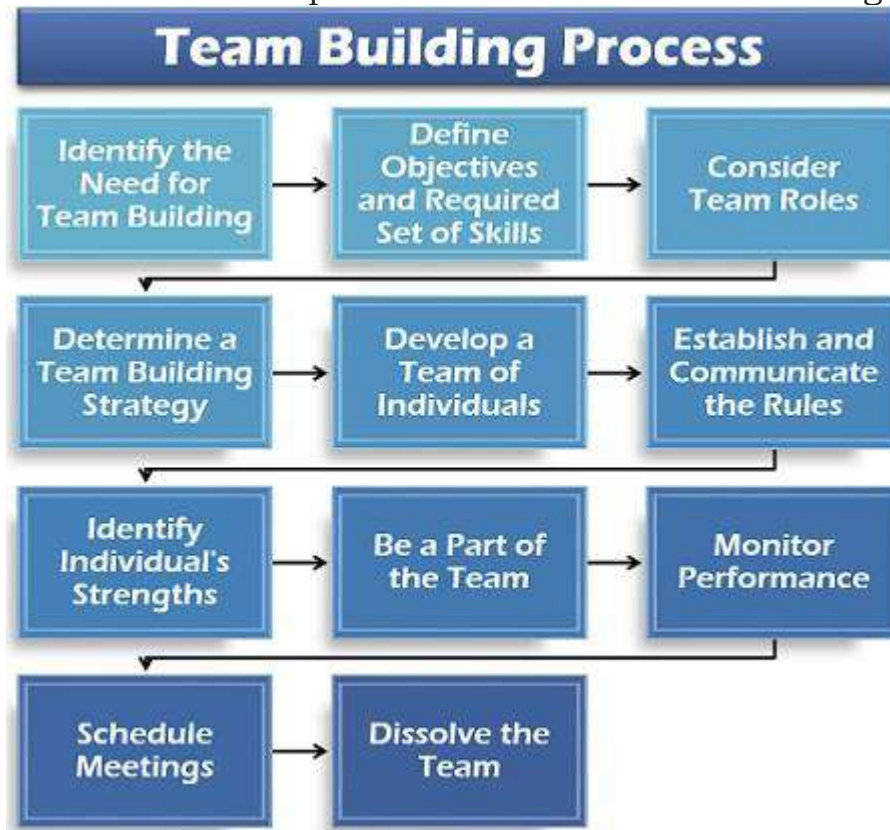 Team Building Process
Identify the
Need for
Team Building
Define
Objectives
and Required
Set of Skills
Consider
Team Roles
Determine a
Team Building
Strategy
Develop a
Team of
Individuals
Establish and
Communicate
the Rules
Identify
Individual's
Strengths
Be a Part of
the Team
Monitor
Performance
Schedule
Meetings
Dissolve the
Team